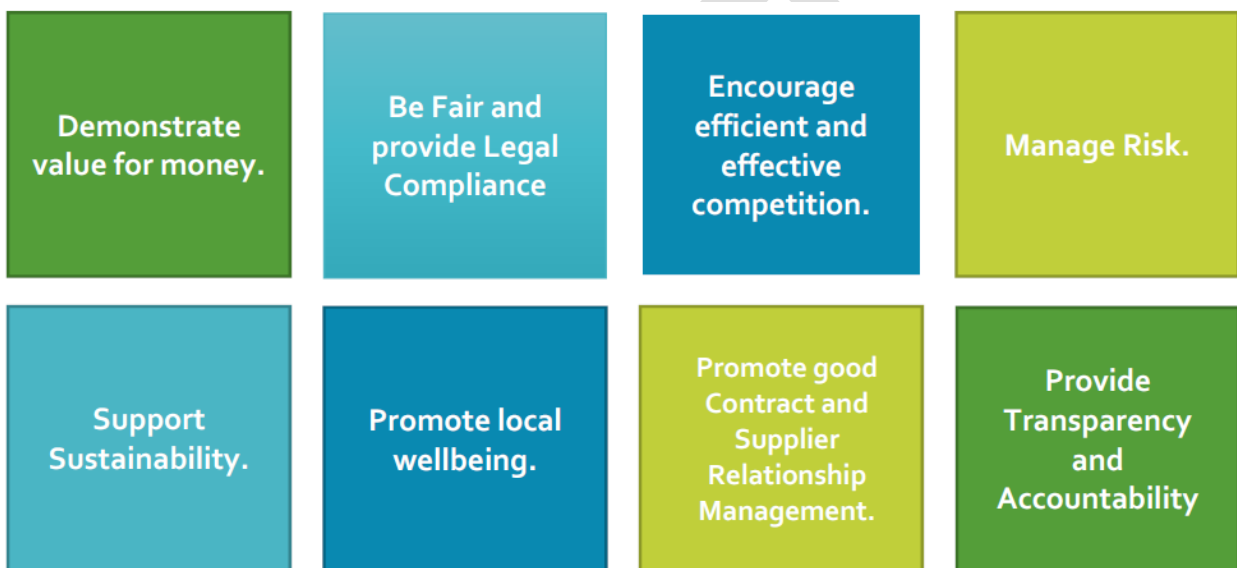 Demonstrate
value for money.
Be Fair and
provide Legal
Compliance
Encourage
efficient and
effective
competition.
Manage Risk.
Support
Sustainability.
Promote local
wellbeing.
Promote good
Contract and
Supplier
Relationship
Management.
Provide
Transparency
and
Accountability